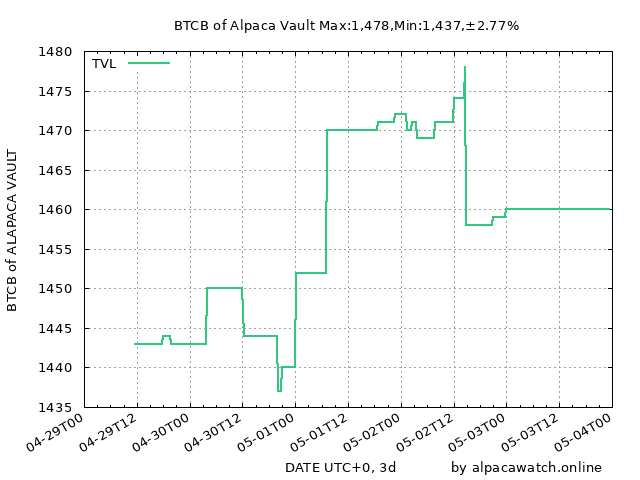 BTCB of Alpaca Vault Max:1,478,Min:1,437,±2.77%
TVL
1480
1475
1470
1465
1460
1455
1450
1445
1440
1435
BTCB of ALAPACA VAULT
04-29T00
04-29T12
04-30T00
04-30T12
05-01T00
05-01T12
05-02T00
05-02T12
05-03T00
05-03T12
05-04T00
DATE UTC+0, 3d
by alpacawatch.online